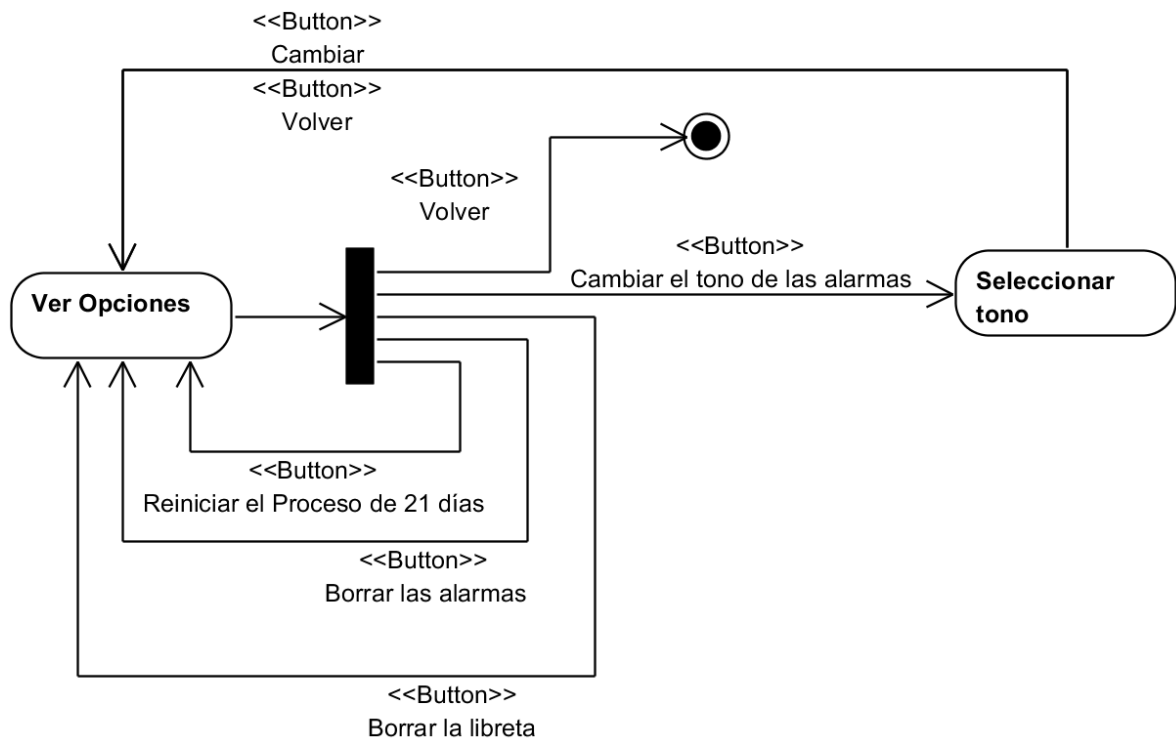 <<Button>>
Cambiar
<<Button>>
Volver
<<Button>>
Volver
<<Button>>
Cambiar el tono de las alarmas
Ver Opciones
Seleccionar
tono
<<Button>>
Reiniciar el Proceso de 21 días
<<Button>>
Borrar las alarmas
<<Button>>
Borrar la libreta